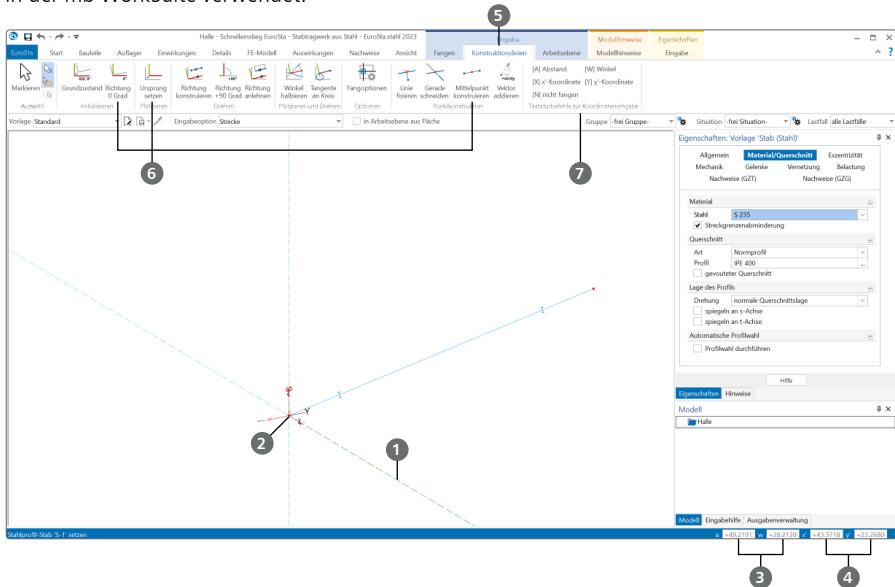 in der mb WorkSuite verwendet.
5
Halle - Schnelleinstieg EuroSta - Stabtragwerk aus Stahl - EuroSta.stahl 2023
Eingabe
Modellhinweise
Eigenschaften
EuroSta
Start
Bauteile
Auflager
Einwirkungen
Details
FE-Modell
Auswirkungen
Nachweise
Ansicht
Fangen
Konstruktionslinien
Arbeitsebene
Modellhinweise
Eingabe
Markieren
Grundzustand
Richtung 0 Grad
Ursprung setzen
Richtung konstruieren
Richtung +90 Grad
Richtung anlehnen
Winkel halbieren
Tangente an Kreis
Fangoptionen
Linie fixieren
Gerade schneiden
Mittelpunkt konstruieren
Vektor addieren
[A] Abstand
[W] Winkel
[X] x'-Koordinate
[Y] y'-Koordinate
[N] nicht fangen
Auswahl
Initialisieren
Platzieren
Drehen
Platzieren und Drehen
Optionen
Punktkonstruktion
Tastaturbefehle zur Koordinateneingabe
Vorlage Standard
Eingabeoption Strecke
in Arbeitsebene aus Fläche
Gruppe -frei Gruppe-
Situation -frei Situation-
Lastfall alle Lastfälle
6
7
Eigenschaften: Vorlage 'Stab (Stahl)'
Allgemein
Material/Querschnitt
Exzentrizität
Mechanik
Gelenke
Vernetzung
Belastung
Nachweise (GZT)
Nachweise (GZG)
Material
Stahl S 235
Streckgrenzenabminderung
Querschnitt
Art Normprofil
Profil IPE 400 ...
gevouteter Querschnitt
Lage des Profils
Drehung normale Querschnittslage
spiegeln an s-Achse
spiegeln an t-Achse
Automatische Profilwahl
Profilwahl durchführen
Hilfe
Eigenschaften
Hinweise
Modell
Halle
1
1
Y
2
1
Modell
Eingabehilfe
Ausgabenverwaltung
Stahlprofil-Stab 'S-1' setzen
a +49.2191
w +28.2130
x' +43.3718
y' +23.2680
3
4